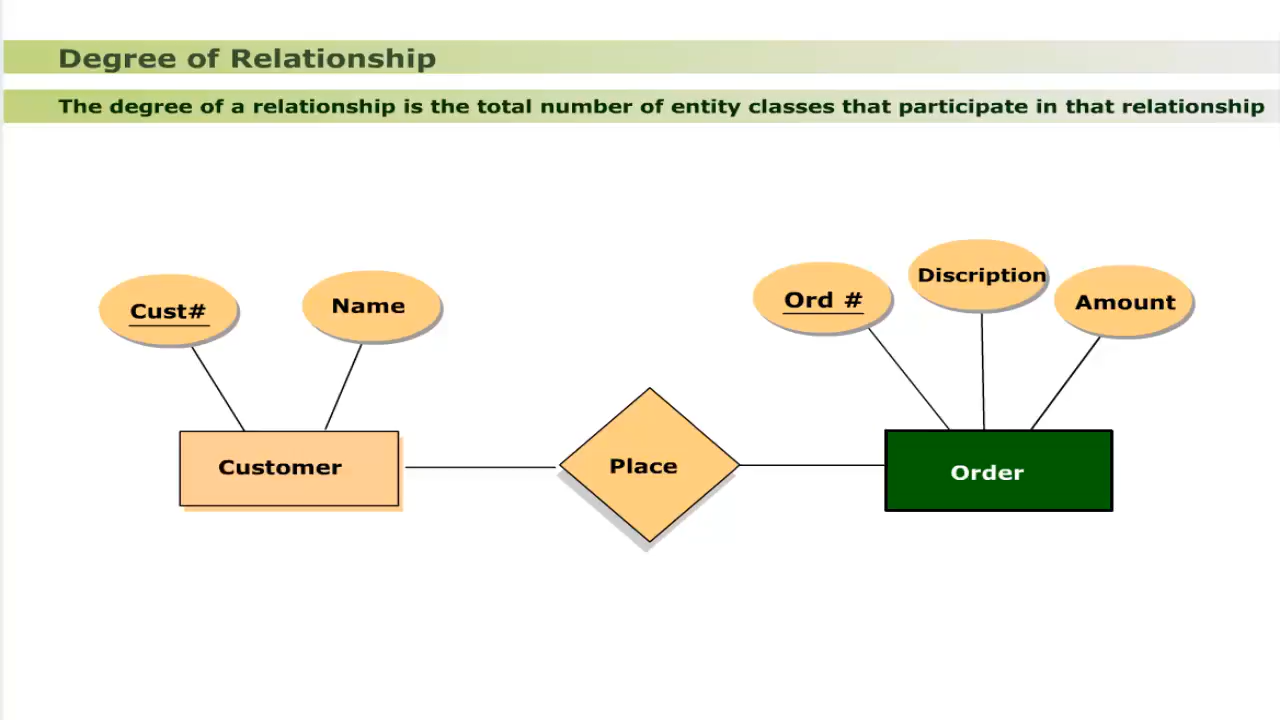 Degree of Relationship
The degree of a relationship is the total number of entity classes that participate in that relationship
Cust#
Name
Ord #
Discription
Amount
Customer
Place
Order